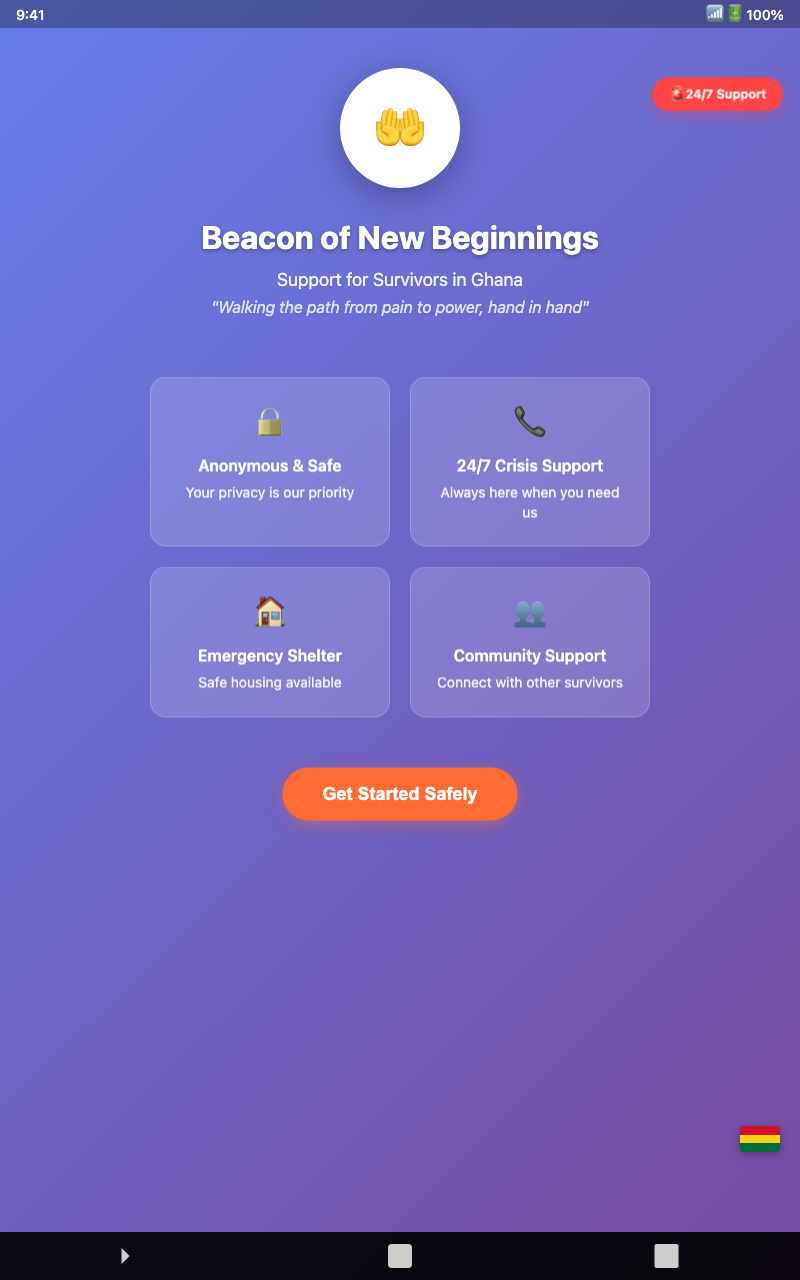 9:41
100%
24/7 Support
Beacon of New Beginnings
Support for Survivors in Ghana
"Walking the path from pain to power, hand in hand"
Anonymous & Safe
Your privacy is our priority
24/7 Crisis Support
Always here when you need
us
Emergency Shelter
Safe housing available
Community Support
Connect with other survivors
Get Started Safely